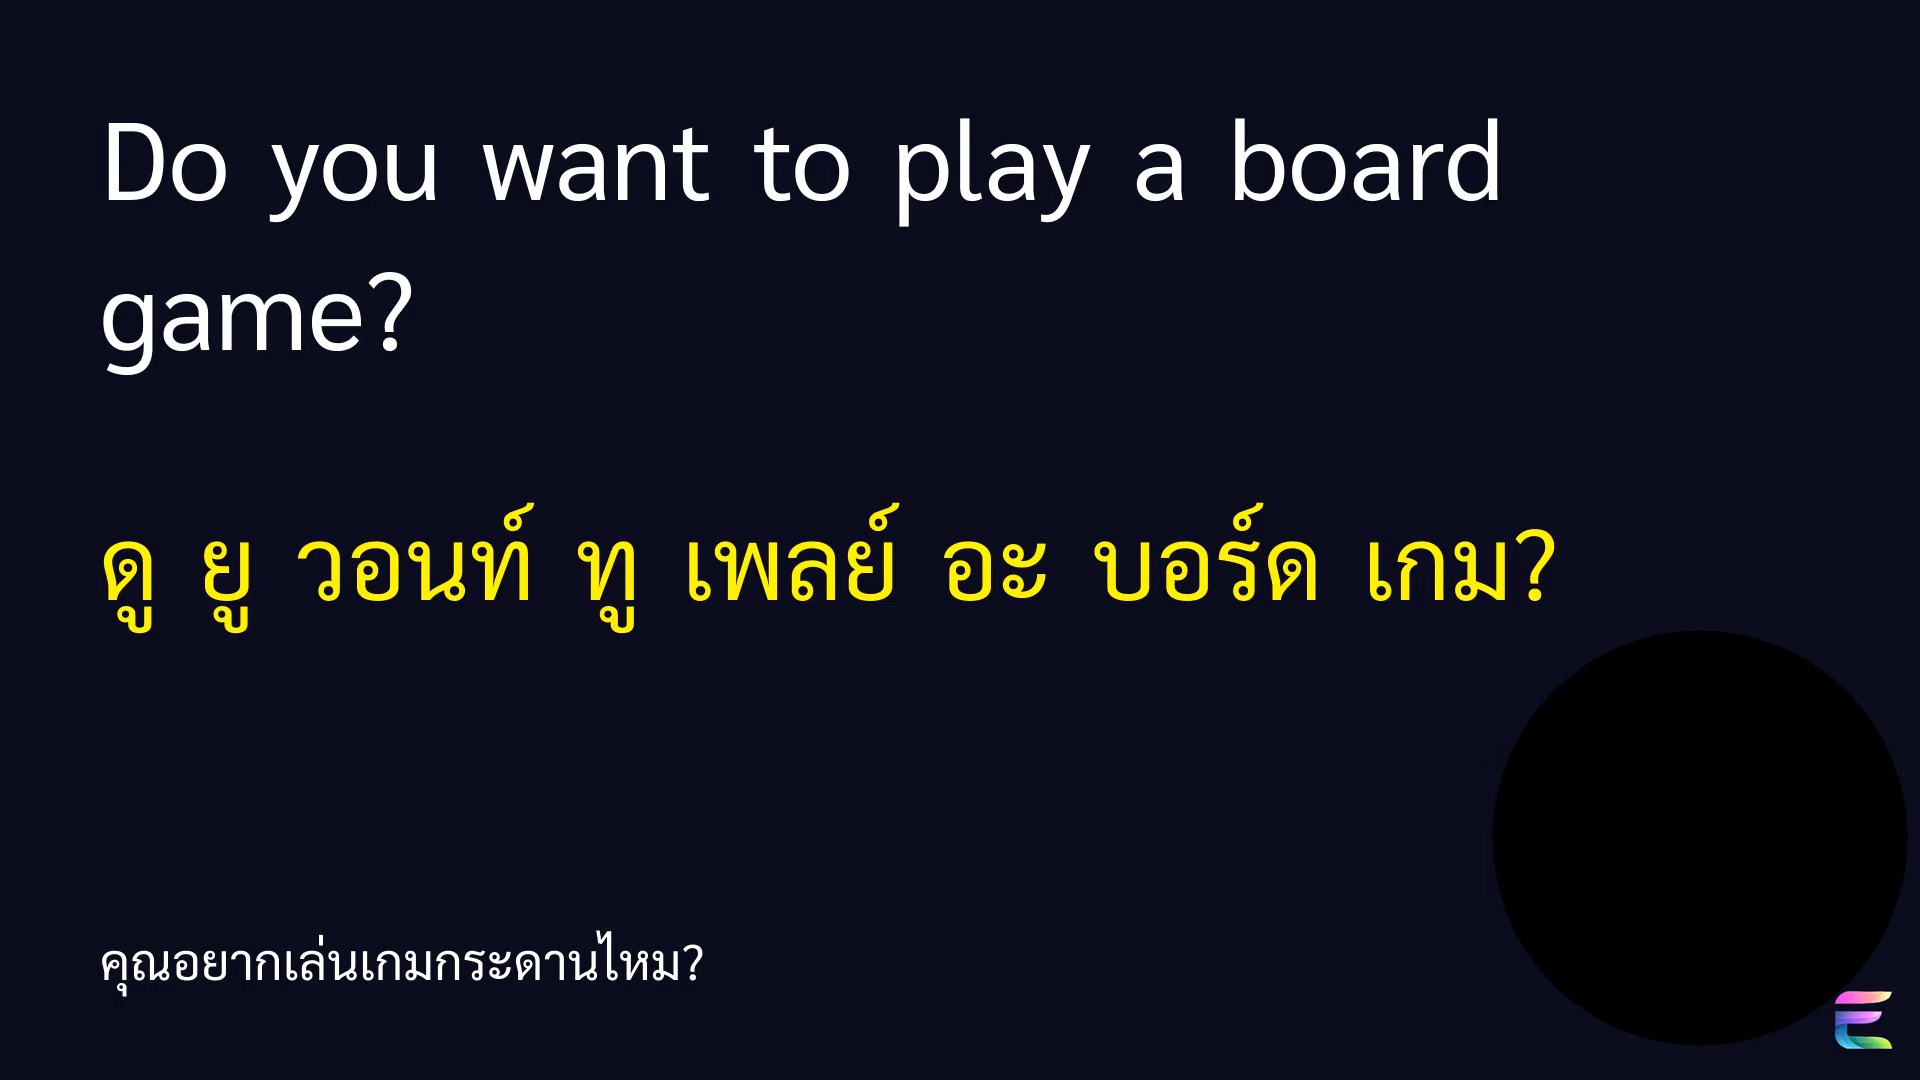 Do you want to play a board
game?
ดู ยู วอนท์ ทู เพลย์ อะ บอร์ด เกม?
คุณอยากเล่นเกมกระดานไหม?